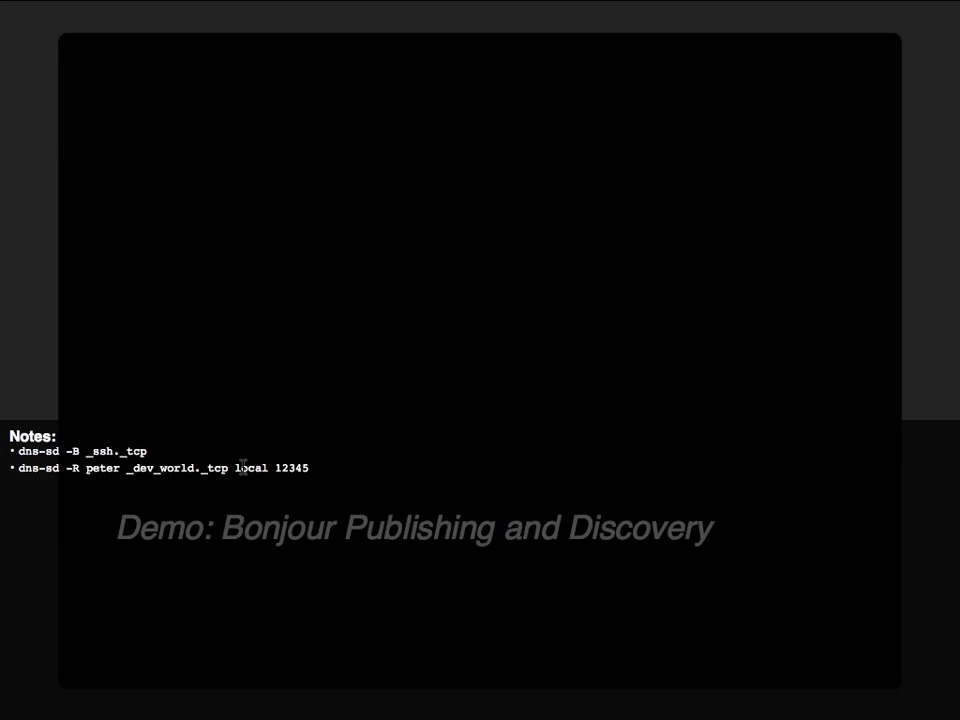 Notes:
• dns-sd -B _ssh._tcp
• dns-sd -R peter _dev_world._tcp local 12345
Demo: Bonjour Publishing and Discovery